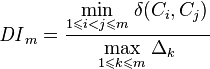 DI_m = \frac{\min_{1 \leqslant i < j \leqslant m} \delta(C_i, C_j)}{\max_{1 \leqslant k \leqslant m} \Delta_k}